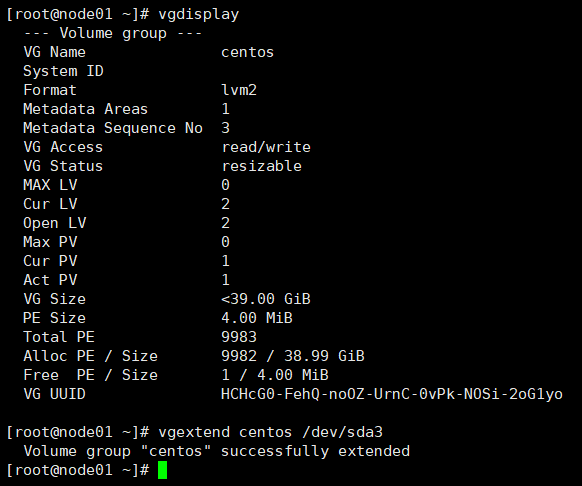 [root@node01 ~]# vgdisplay
--- Volume group ---
VG Name centos
System ID
Format lvm2
Metadata Areas 1
Metadata Sequence No 3
VG Access read/write
VG Status resizable
MAX LV 0
Cur LV 2
Open LV 2
Max PV 0
Cur PV 1
Act PV 1
VG Size <39.00 GiB
PE Size 4.00 MiB
Total PE 9983
Alloc PE / Size 9982 / 38.99 GiB
Free PE / Size 1 / 4.00 MiB
VG UUID HCHcG0-FehQ-noOZ-UrnC-0vPk-NOSi-2oG1yo
[root@node01 ~]# vgextend centos /dev/sda3
Volume group "centos" successfully extended
[root@node01 ~]#